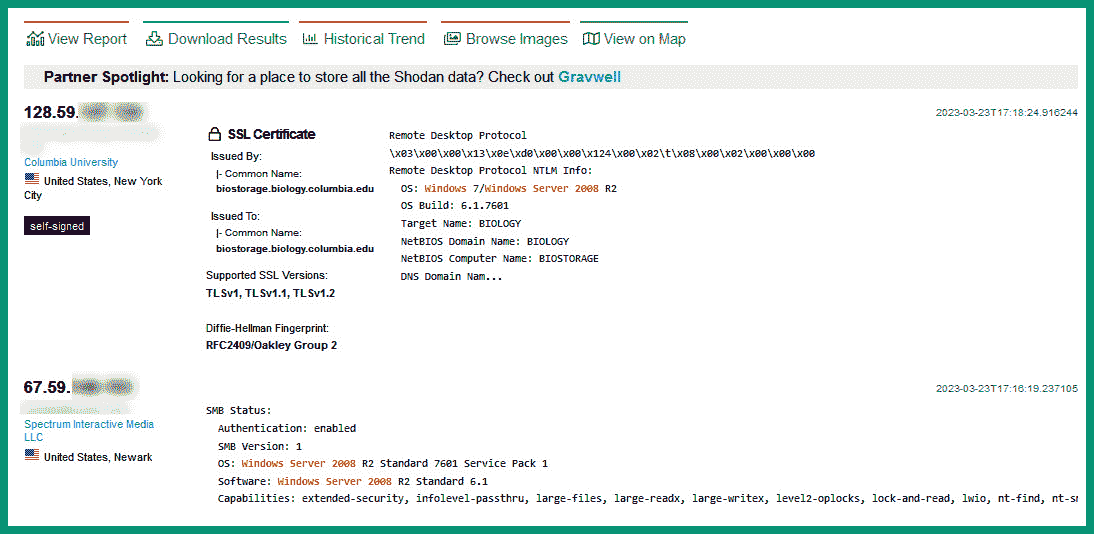 View Report Download Results Historical Trend Browse Images View on Map
Partner Spotlight: Looking for a place to store all the Shodan data? Check out Gravwell
128.59.
2023-03-23T17:18:24.916244
Columbia University
United States, New York
City
self-signed
SSL Certificate
Issued By:
|- Common Name:
biostorage.biology.columbia.edu
Issued To:
|- Common Name:
biostorage.biology.columbia.edu
Supported SSL Versions:
TLSv1, TLSv1.1, TLSv1.2
Diffie-Hellman Fingerprint:
RFC2409/Oakley Group 2
Remote Desktop Protocol
\x03\x00\x00\x13\x0e\xd0\x00\x00\x124\x00\x02\t\x08\x00\x02\x00\x00\x00
Remote Desktop Protocol NTLM Info:
OS: Windows 7/Windows Server 2008 R2
OS Build: 6.1.7601
Target Name: BIOLOGY
NetBIOS Domain Name: BIOLOGY
NetBIOS Computer Name: BIOSTORAGE
DNS Domain Nam...
67.59.
2023-03-23T17:16:19.237105
Spectrum Interactive Media
LLC
United States, Newark
SMB Status:
Authentication: enabled
SMB Version: 1
OS: Windows Server 2008 R2 Standard 7601 Service Pack 1
Software: Windows Server 2008 R2 Standard 6.1
Capabilities: extended-security, infolevel-passthru, large-files, large-readx, large-writex, level2-oplocks, lock-and-read, lwio, nt-find,